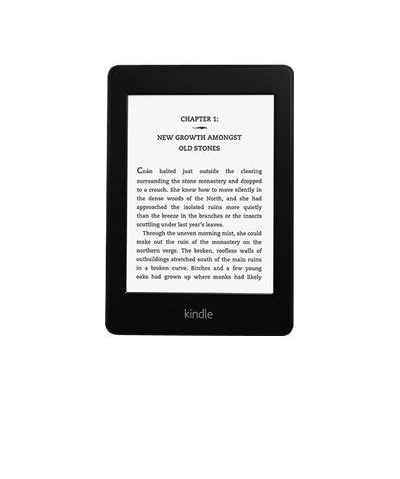 CHAPTER 1:
NEW GROWTH AMONGST
OLD STONES
Cnán halted just outside the clearing
surrounding the stone monastery and dropped
to a crouch. She knew how to move silently in
the dense woods of the North, and she had
approached the isolated ruins more quietly
than the breeze in the branches or the insects
scuttling under last year's leaves.
Through the uneven morning mist, she could
make out the ruin of the monastery on the
northern verge. The broken, roofless walls of
outbuildings stretched south of the main ruins
in a broken curve. Birches and a few young
oaks had grown up where monks had likely
kindle